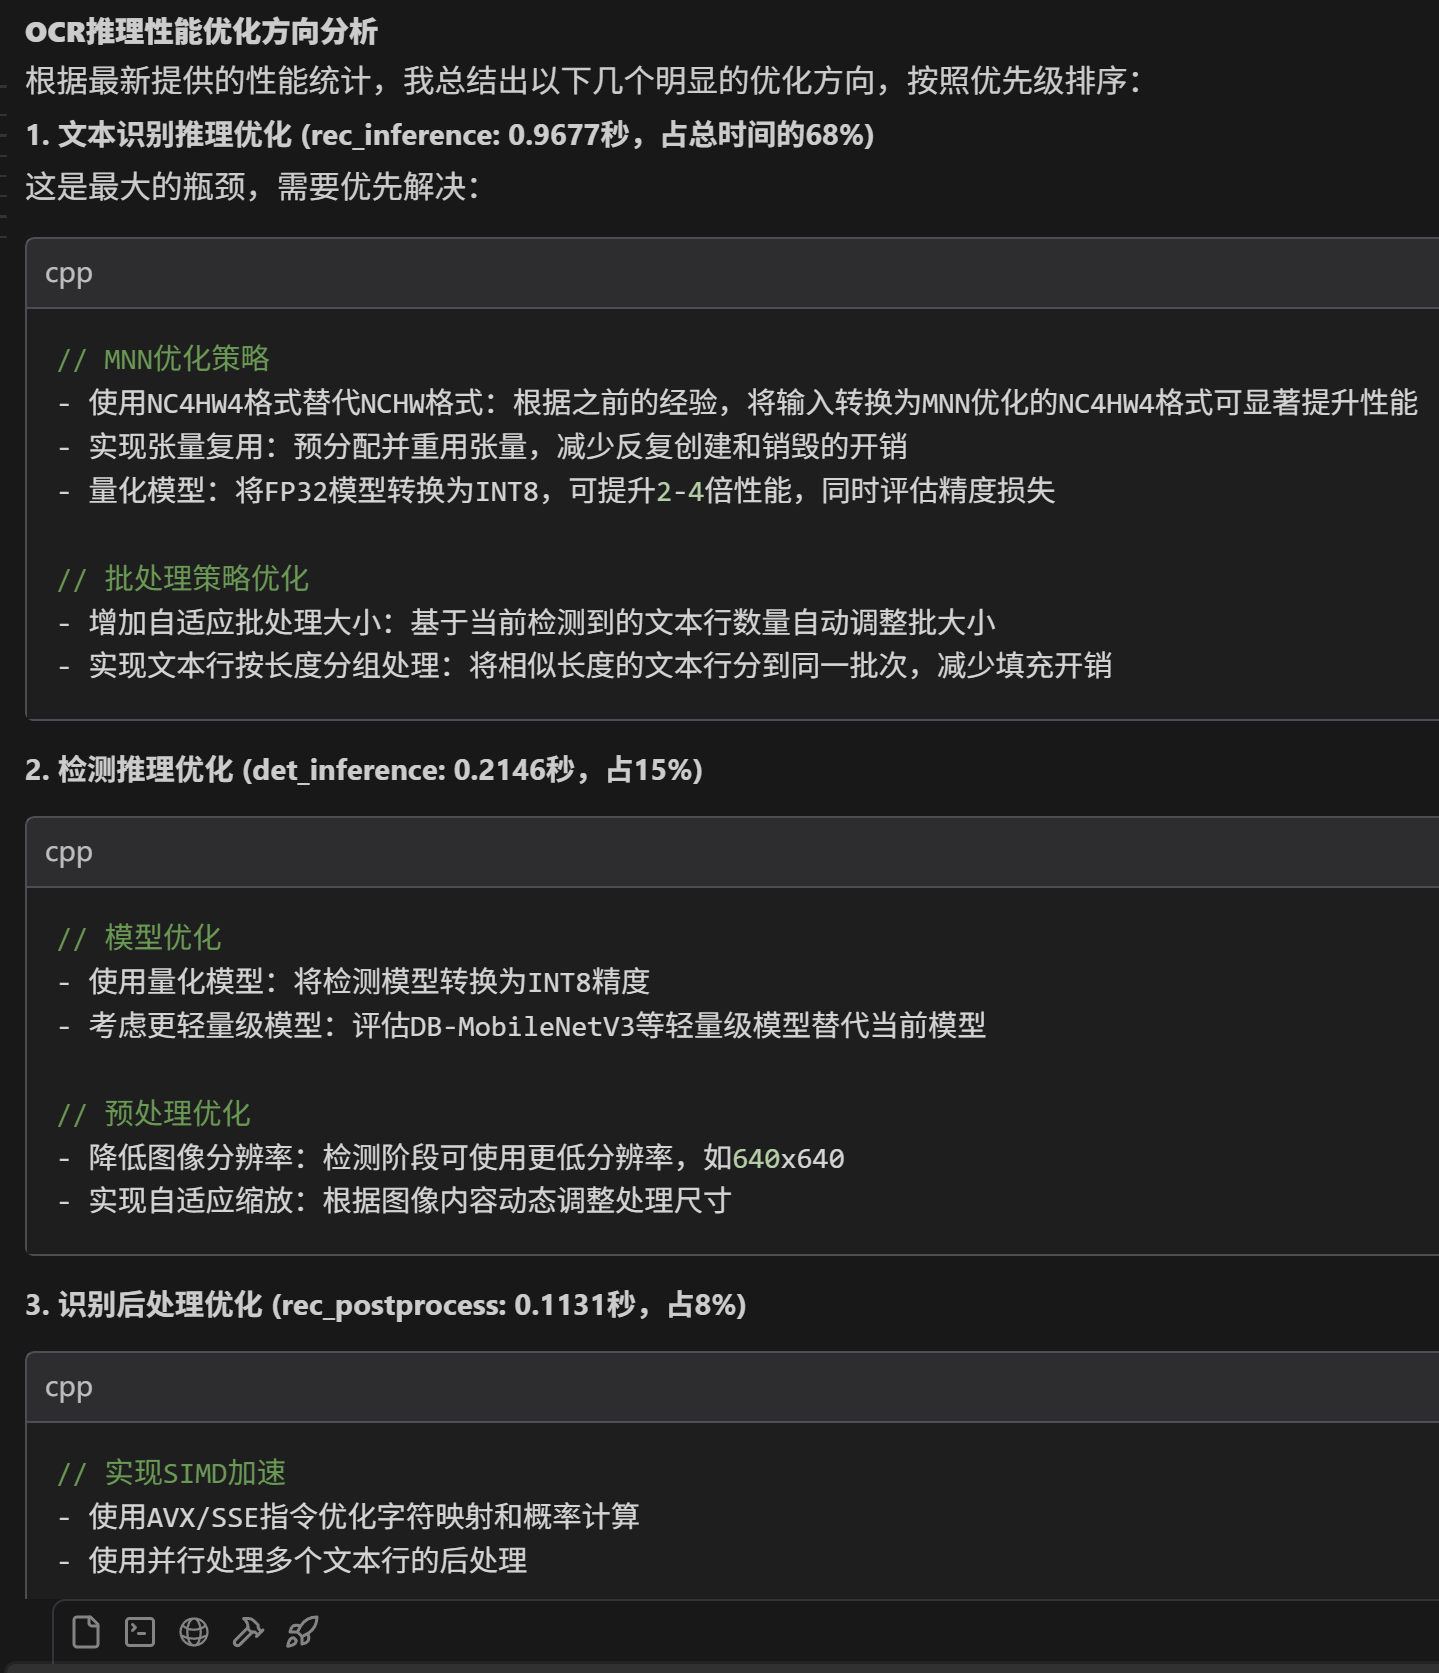 OCR推理性能优化方向分析
根据最新提供的性能统计，我总结出以下几个明显的优化方向，按照优先级排序：
1. 文本识别推理优化 (rec_inference: 0.9677秒，占总时间的68%)
这是最大的瓶颈，需要优先解决：
cpp
// MNN优化策略
- 使用NC4HW4格式替代NCHW格式：根据之前的经验，将输入转换为MNN优化的NC4HW4格式可显著提升性能
- 实现张量复用：预分配并重用张量，减少反复创建和销毁的开销
- 量化模型：将FP32模型转换为INT8，可提升2-4倍性能，同时评估精度损失
// 批处理策略优化
- 增加自适应批处理大小：基于当前检测到的文本行数量自动调整批大小
- 实现文本行按长度分组处理：将相似长度的文本行分到同一批次，减少填充开销
2. 检测推理优化 (det_inference: 0.2146秒，占15%)
cpp
// 模型优化
- 使用量化模型：将检测模型转换为INT8精度
- 考虑更轻量级模型：评估DB-MobileNetV3等轻量级模型替代当前模型
// 预处理优化
- 降低图像分辨率：检测阶段可使用更低分辨率，如640x640
- 实现自适应缩放：根据图像内容动态调整处理尺寸
3. 识别后处理优化 (rec_postprocess: 0.1131秒，占8%)
cpp
// 实现SIMD加速
- 使用AVX/SSE指令优化字符映射和概率计算
- 使用并行处理多个文本行的后处理